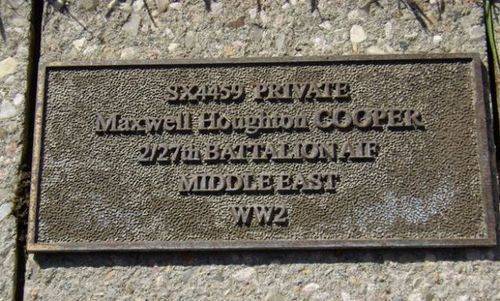 SX4459 PRIVATE
Maxwell Houghton COOPER
2/27th BATTALION AIF
MIDDLE EAST
WW2